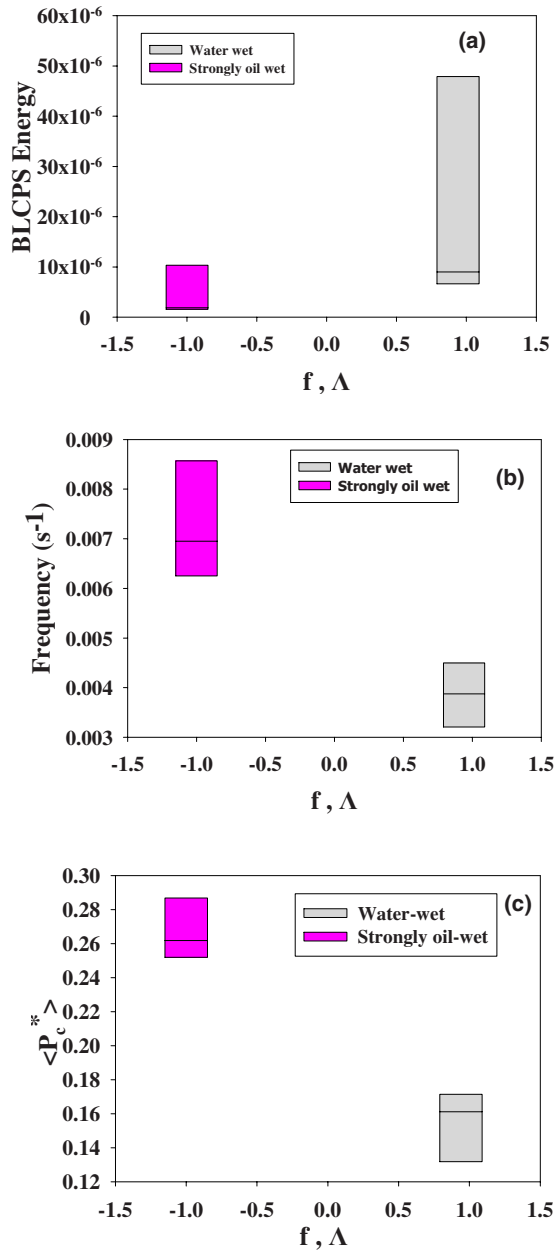 (a)
Water wet
Strongly oil wet
BLCPS Energy
60x10-6
50x10-6
40x10-6
30x10-6
20x10-6
10x10-6
0
-1.5 -1.0 -0.5 0.0 0.5 1.0 1.5
f , Λ
(b)
Water wet
Strongly oil wet
Frequency (s-1)
0.009
0.008
0.007
0.006
0.005
0.004
0.003
-1.5 -1.0 -0.5 0.0 0.5 1.0 1.5
f , Λ
(c)
Water-wet
Strongly oil-wet
<Pc*>
0.30
0.28
0.26
0.24
0.22
0.20
0.18
0.16
0.14
0.12
-1.5 -1.0 -0.5 0.0 0.5 1.0 1.5
f , Λ